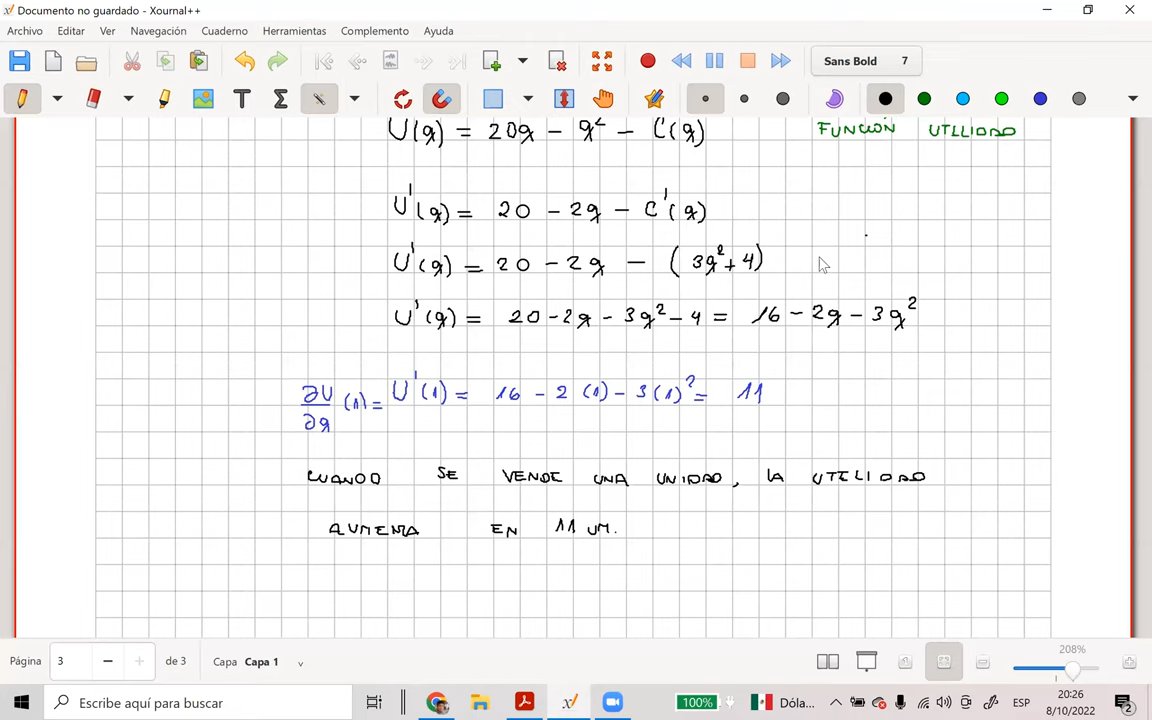 Documento no guardado - Xournal++
Archivo Editar Ver Navegación Cuaderno Herramientas Complemento Ayuda
Sans Bold 7
U(q) = 20q - q² - C(q)
FUNCIÓN UTILIDAD
U'(q) = 20 - 2q - C'(q)
U'(q) = 20 - 2q - (3q²+4)
U'(q) = 20-2q-3q²-4 = 16-2q-3q²
∂U/∂q (1) = U'(1) = 16 - 2(1) - 3(1)² = 11
CUANDO SE VENDE UNA UNIDAD, LA UTILIDAD
AUMENTA EN 11 UM.
Página 3 de 3 Capa Capa 1
208%
Escribe aquí para buscar
100%
Dóla...
ESP
20:26
8/10/2022
2